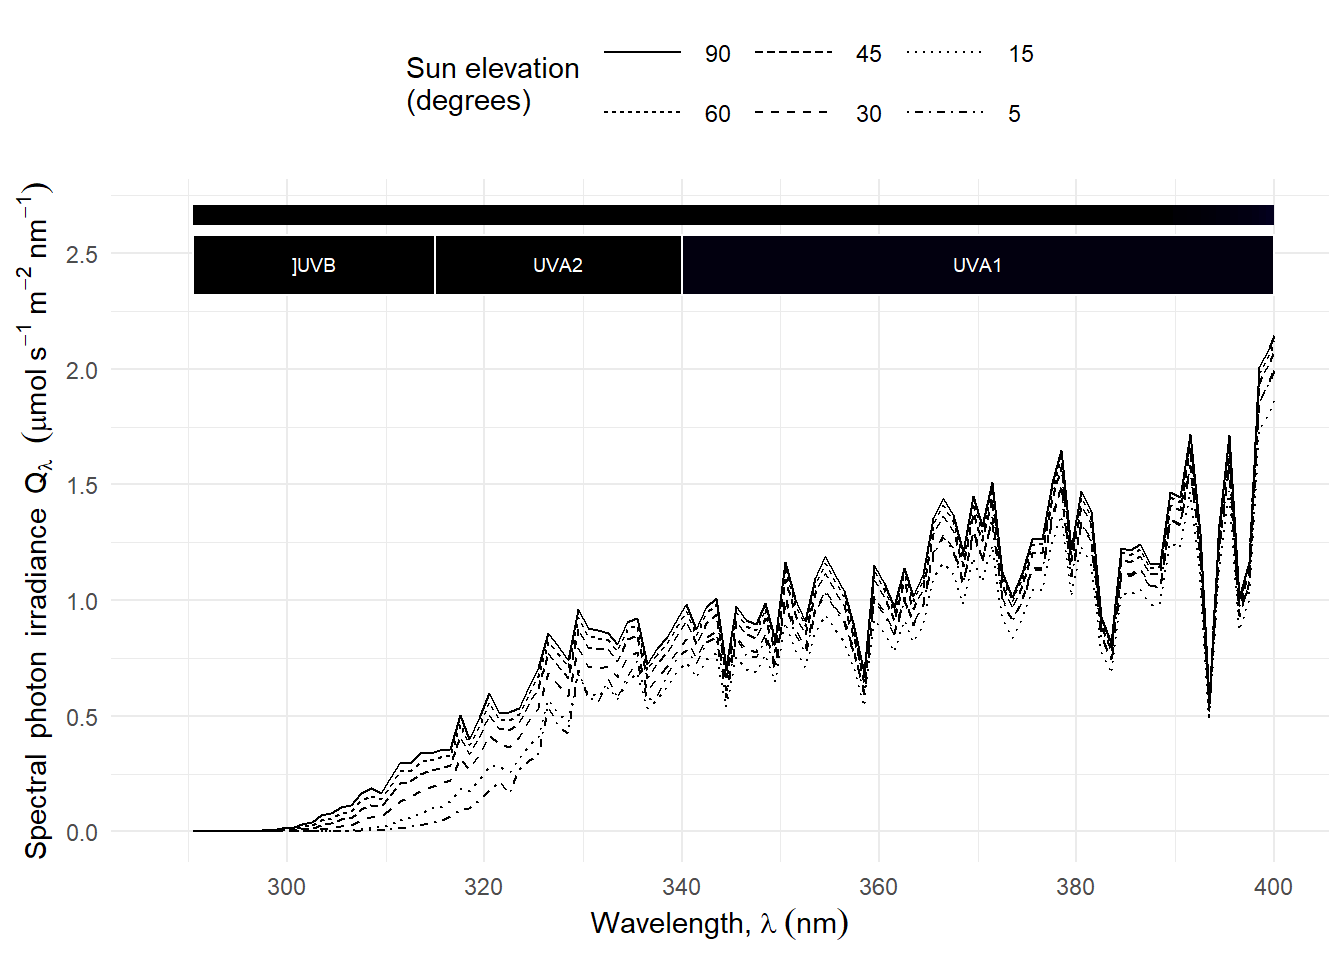 Sun elevation
(degrees)
90 45 15
60 30 5
]UVB UVA2 UVA1
2.5
2.0
1.5
1.0
0.5
0.0
Spectral photon irradiance Qλ (μmol s⁻¹ m⁻² nm⁻¹)
300 320 340 360 380 400
Wavelength, λ (nm)